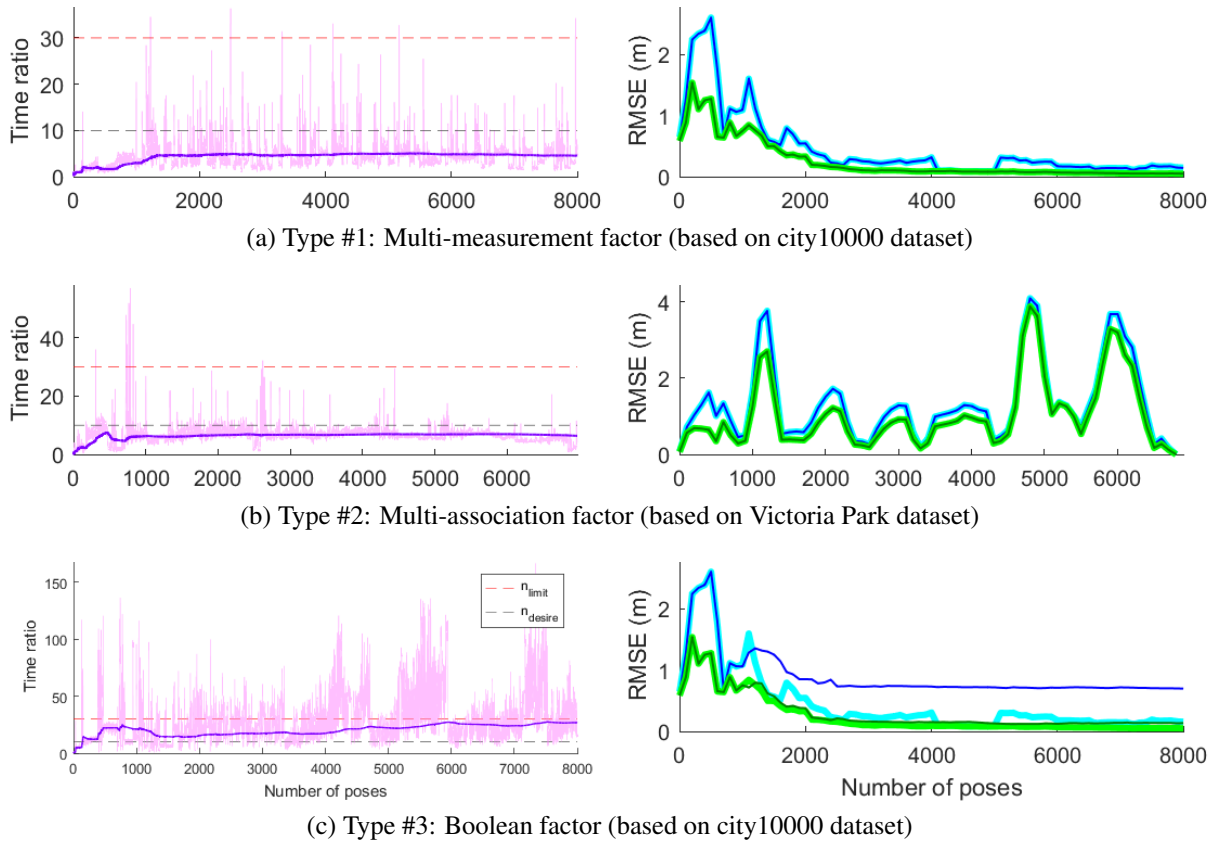 Time ratio
30
20
10
0
0 2000 4000 6000 8000
RMSE (m)
2
1
0
0 2000 4000 6000 8000
(a) Type #1: Multi-measurement factor (based on city10000 dataset)
Time ratio
40
20
0
0 1000 2000 3000 4000 5000 6000
RMSE (m)
4
2
0
0 1000 2000 3000 4000 5000 6000
(b) Type #2: Multi-association factor (based on Victoria Park dataset)
Time ratio
150
100
50
0
0 1000 2000 3000 4000 5000 6000 7000 8000
Number of poses
n_limit
n_desire
RMSE (m)
2
1
0
0 2000 4000 6000 8000
Number of poses
(c) Type #3: Boolean factor (based on city10000 dataset)